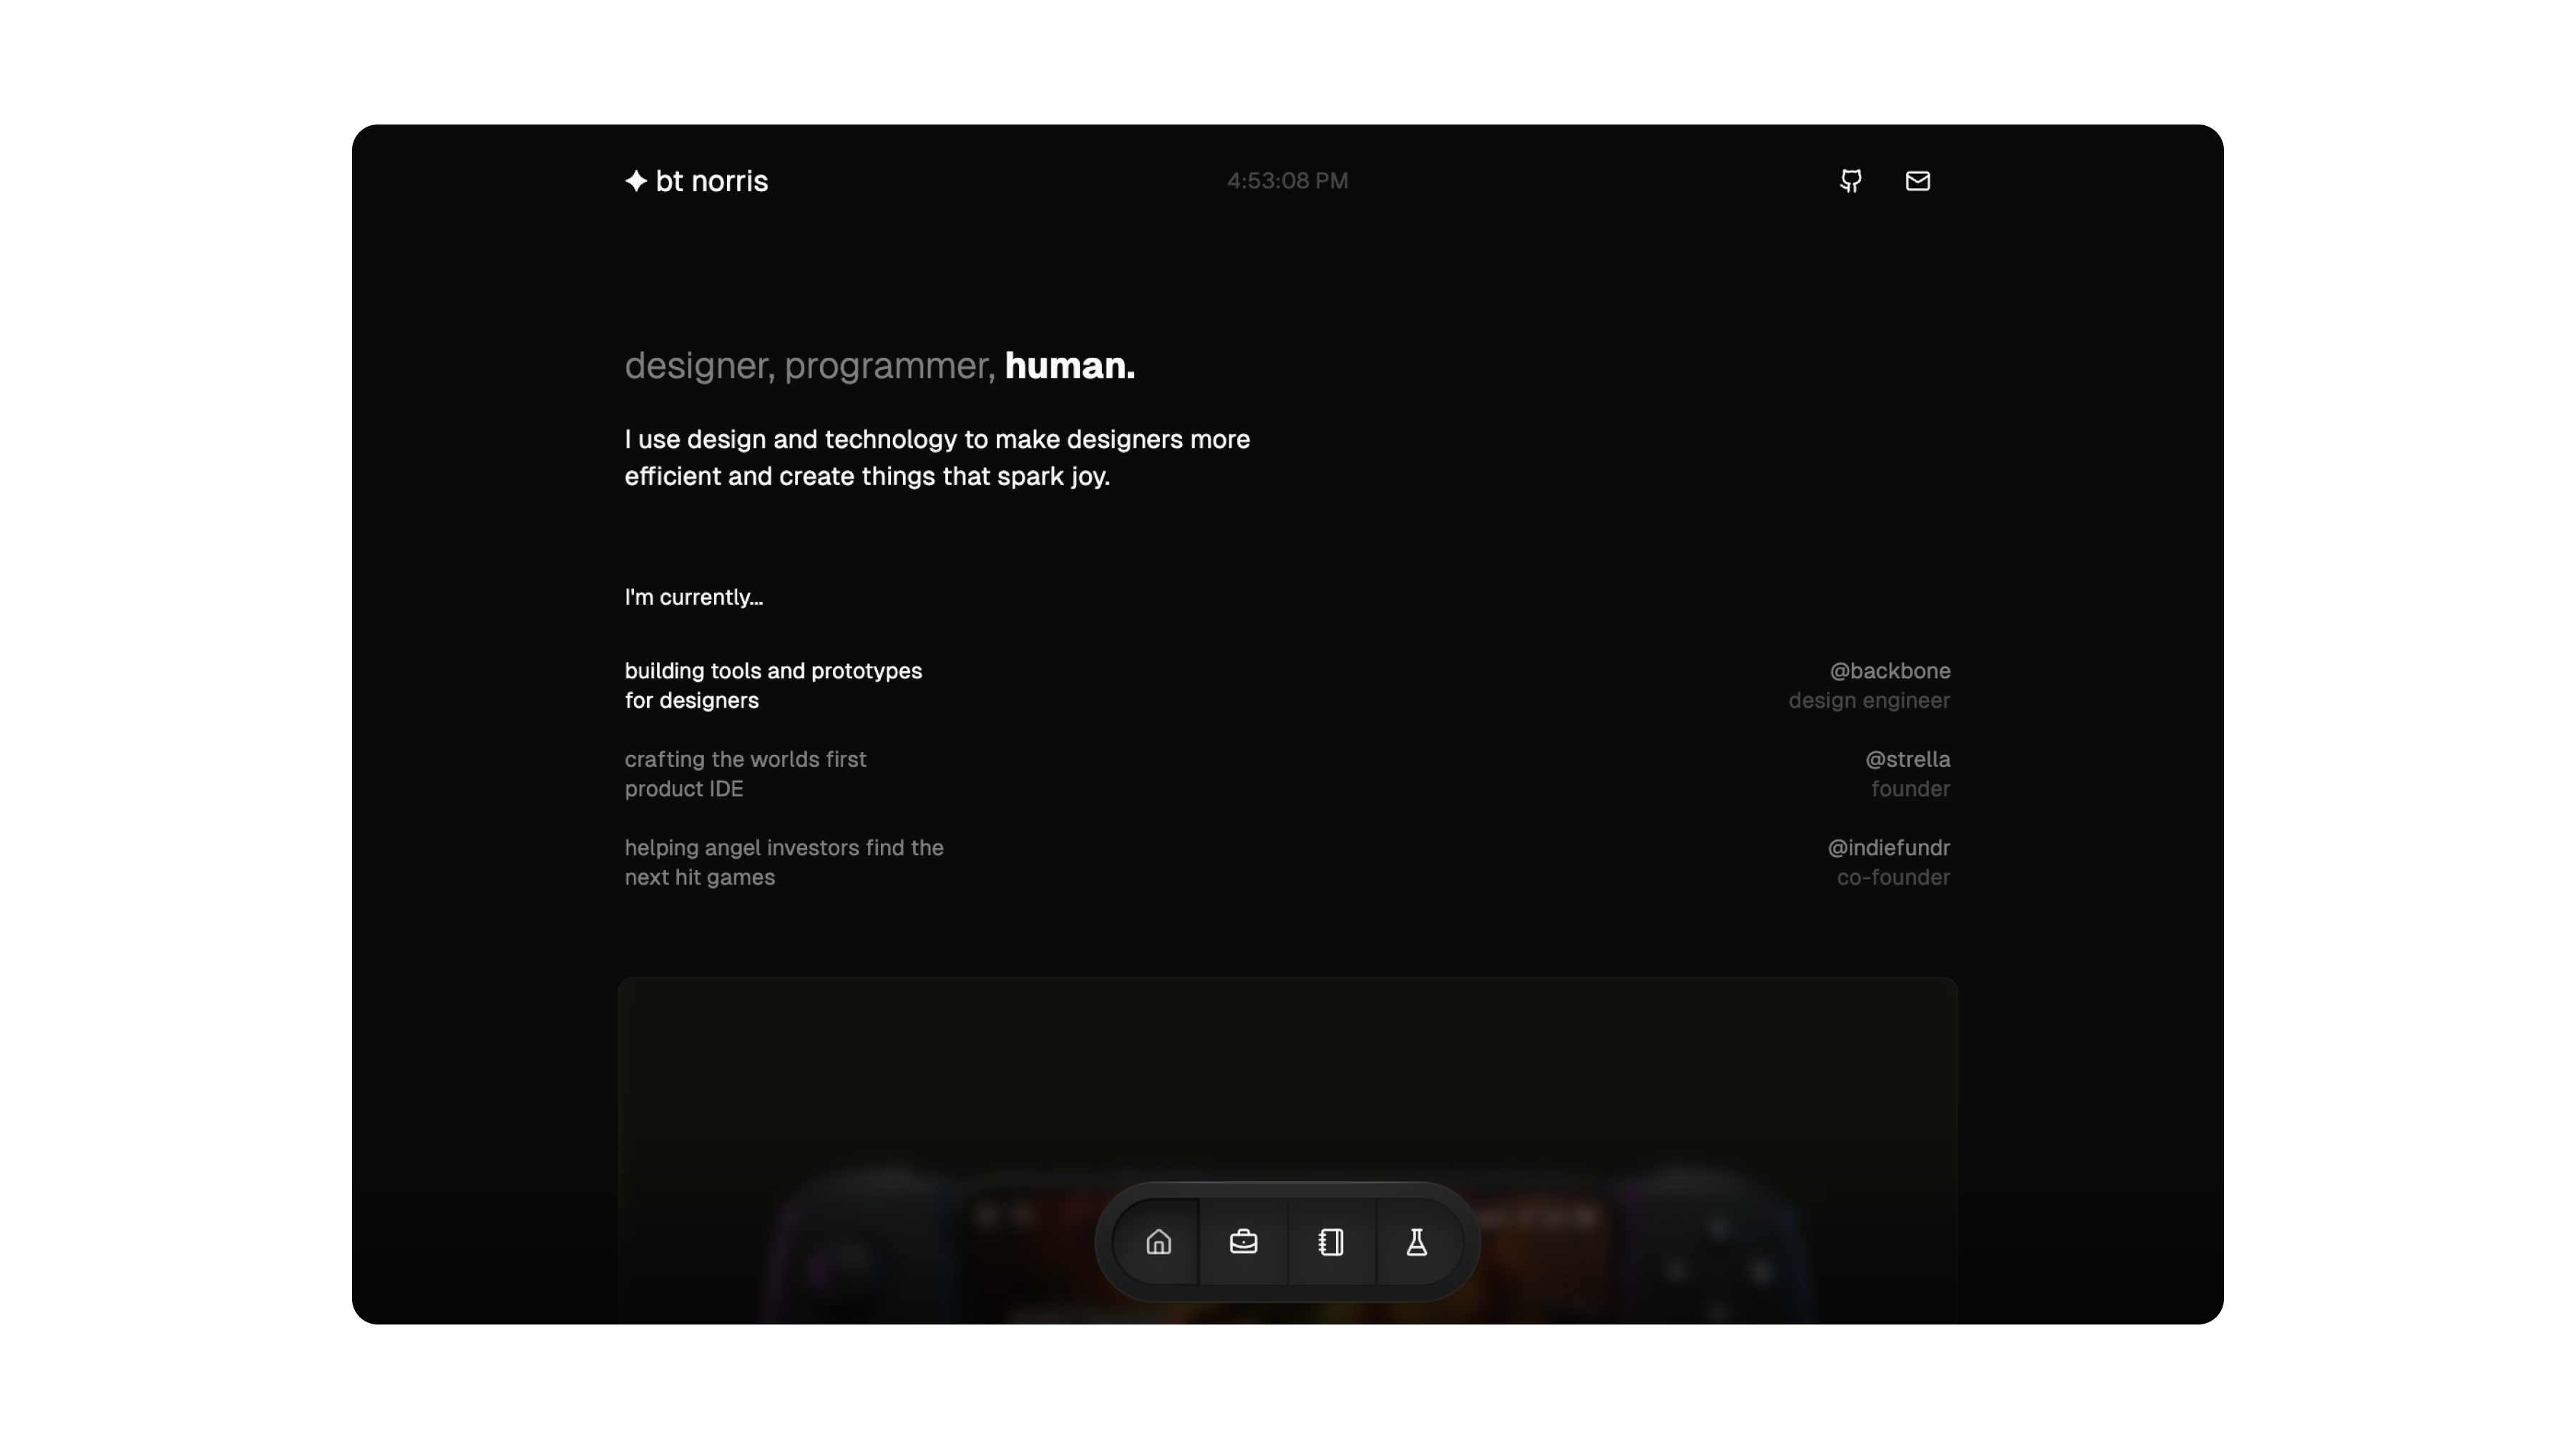 bt norris
4:53:08 PM
designer, programmer, human.
I use design and technology to make designers more
efficient and create things that spark joy.
I'm currently...
building tools and prototypes
for designers
@backbone
design engineer
crafting the worlds first
product IDE
@strella
founder
helping angel investors find the
next hit games
@indiefundr
co-founder